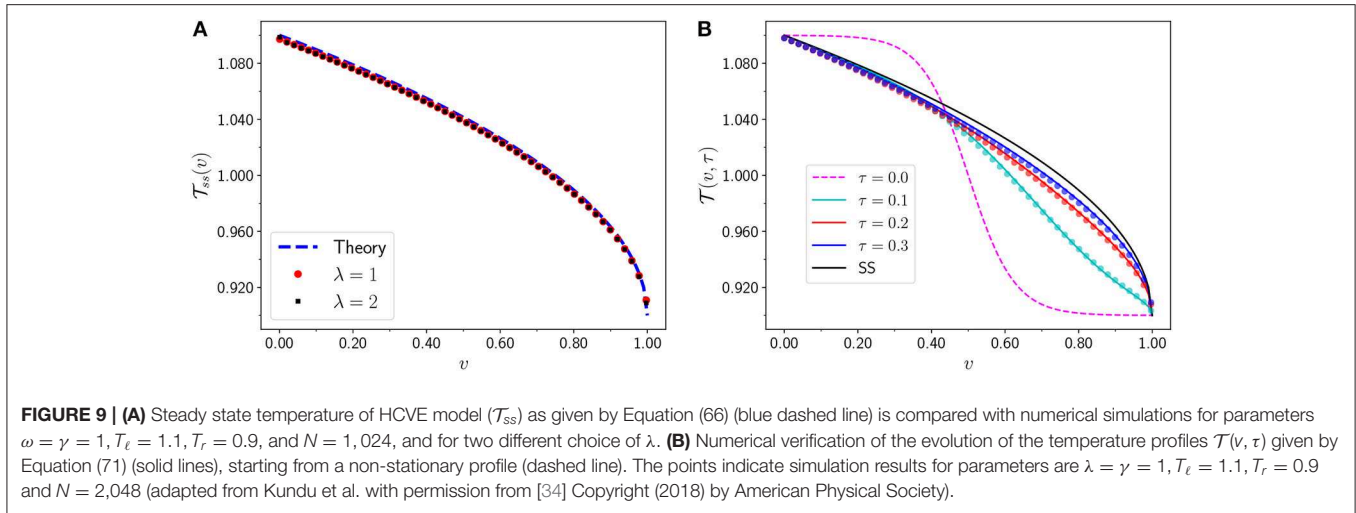 A
1.080
1.040
1.000
0.960
0.920
𝒯ss(v)
Theory
λ = 1
λ = 2
0.00 0.20 0.40 0.60 0.80 1.00
v
B
1.080
1.040
1.000
0.960
0.920
𝒯(v, τ)
τ = 0.0
τ = 0.1
τ = 0.2
τ = 0.3
SS
0.00 0.20 0.40 0.60 0.80 1.00
v
FIGURE 9 | (A) Steady state temperature of HCVE model (𝒯ss) as given by Equation (66) (blue dashed line) is compared with numerical simulations for parameters
ω = γ = 1, Tℓ = 1.1, Tr = 0.9, and N = 1, 024, and for two different choice of λ. (B) Numerical verification of the evolution of the temperature profiles 𝒯(v, τ) given by
Equation (71) (solid lines), starting from a non-stationary profile (dashed line). The points indicate simulation results for parameters are λ = γ = 1, Tℓ = 1.1, Tr = 0.9
and N = 2,048 (adapted from Kundu et al. with permission from [34] Copyright (2018) by American Physical Society).